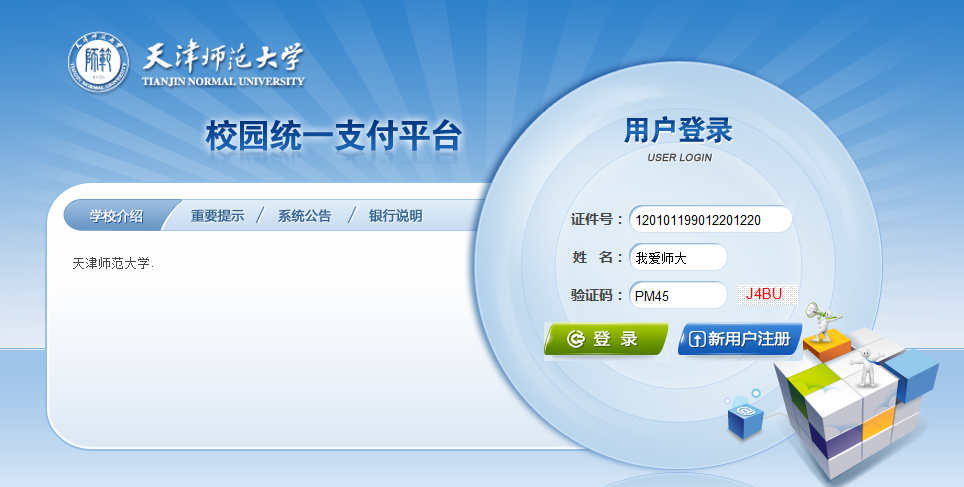 天津师范大学
TIANJIN NORMAL UNIVERSITY
校园统一支付平台
学校介绍 重要提示 系统公告 银行说明
天津师范大学.
用户登录
USER LOGIN
证件号： 120101199012201220
姓 名： 我爱师大
验证码： PM45 J4BU
登 录 新用户注册